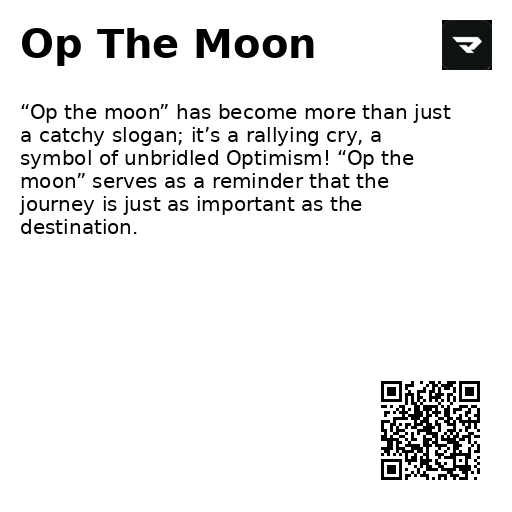 Op The Moon
“Op the moon” has become more than just
a catchy slogan; it’s a rallying cry, a
symbol of unbridled Optimism! “Op the
moon” serves as a reminder that the
journey is just as important as the
destination.